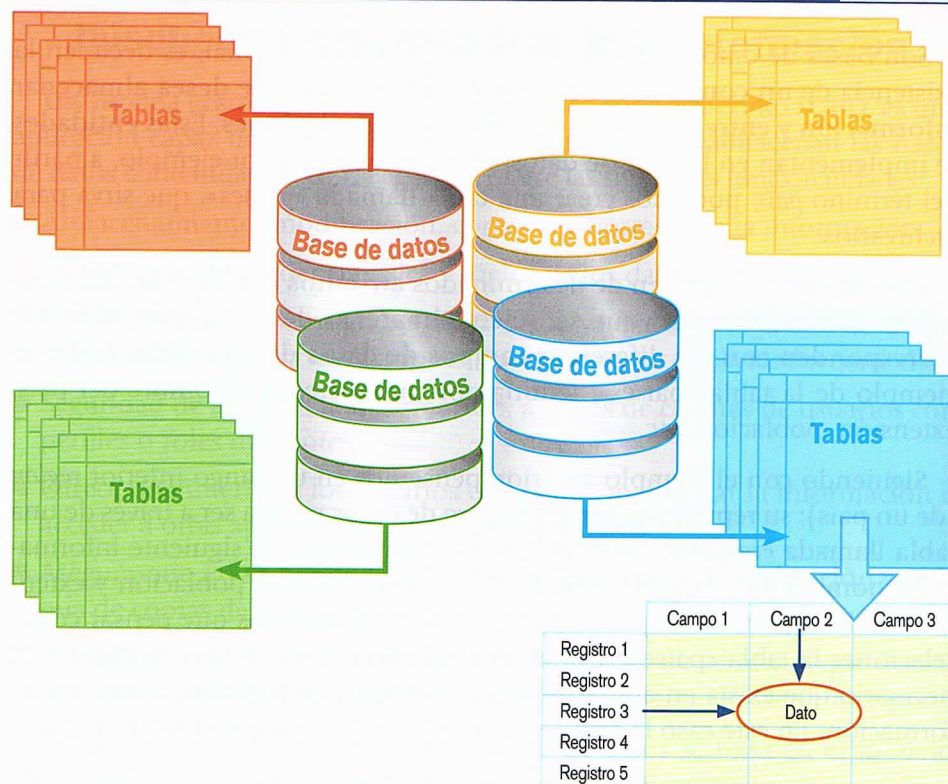 Tablas
Tablas
Base de datos
Base de datos
Base de datos
Base de datos
Tablas
Tablas
Campo 1 Campo 2 Campo 3
Registro 1
Registro 2
Registro 3 Dato
Registro 4
Registro 5